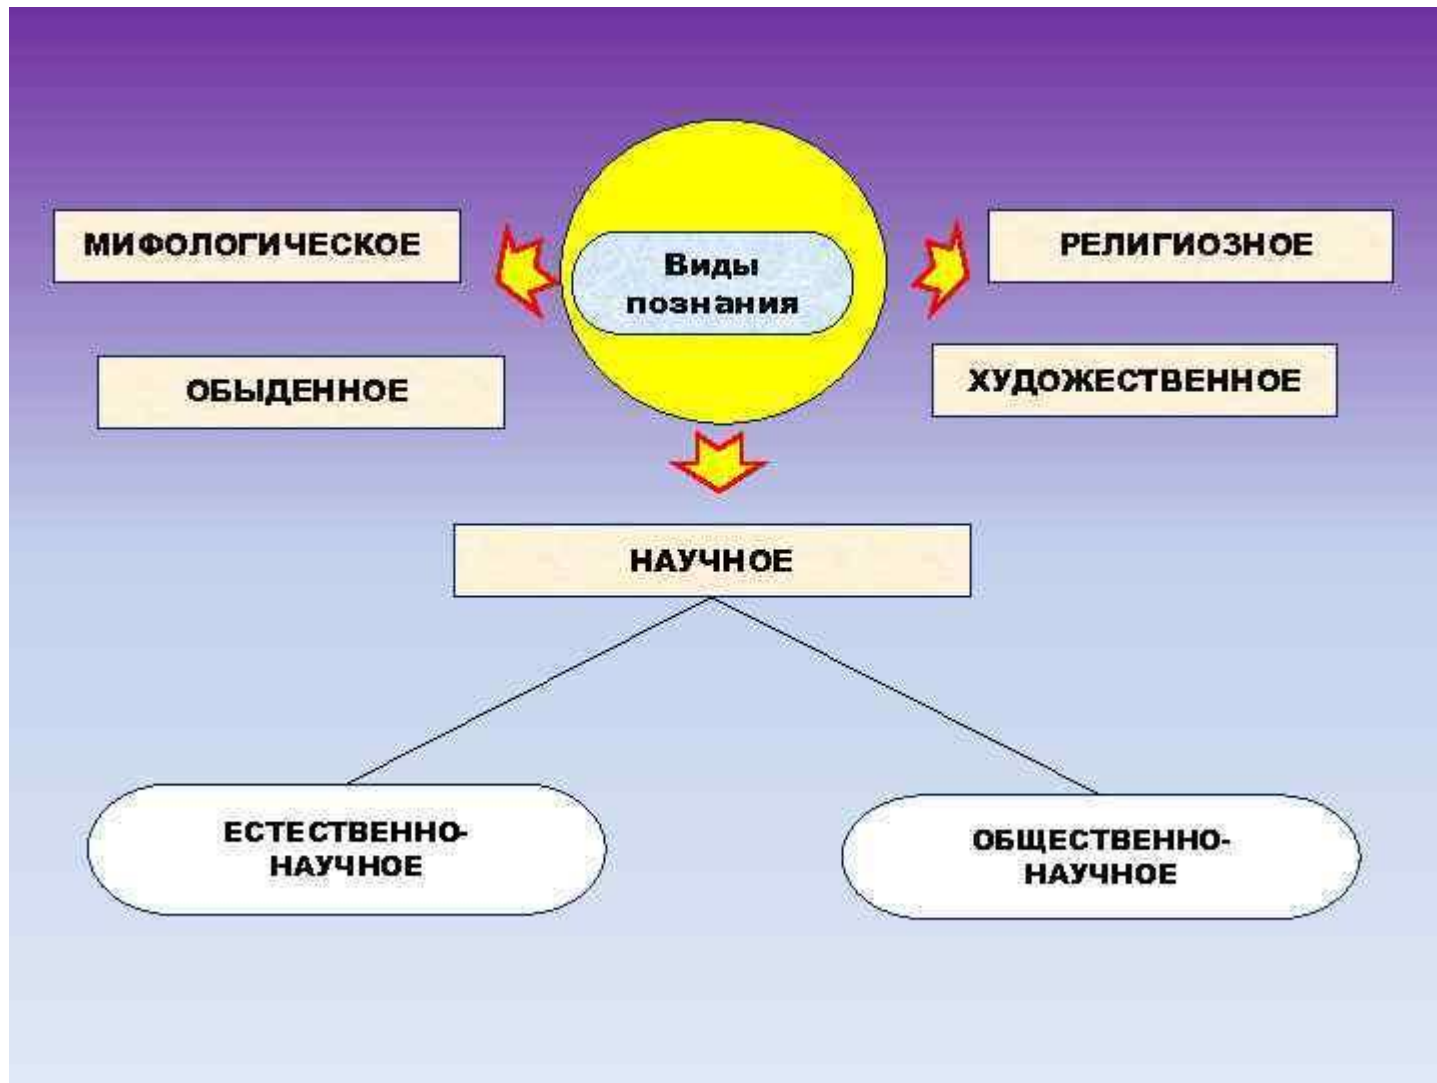 Виды
познания
МИФОЛОГИЧЕСКОЕ
РЕЛИГИОЗНОЕ
ОБЫДЕННОЕ
ХУДОЖЕСТВЕННОЕ
НАУЧНОЕ
ЕСТЕСТВЕННО-
НАУЧНОЕ
ОБЩЕСТВЕННО-
НАУЧНОЕ